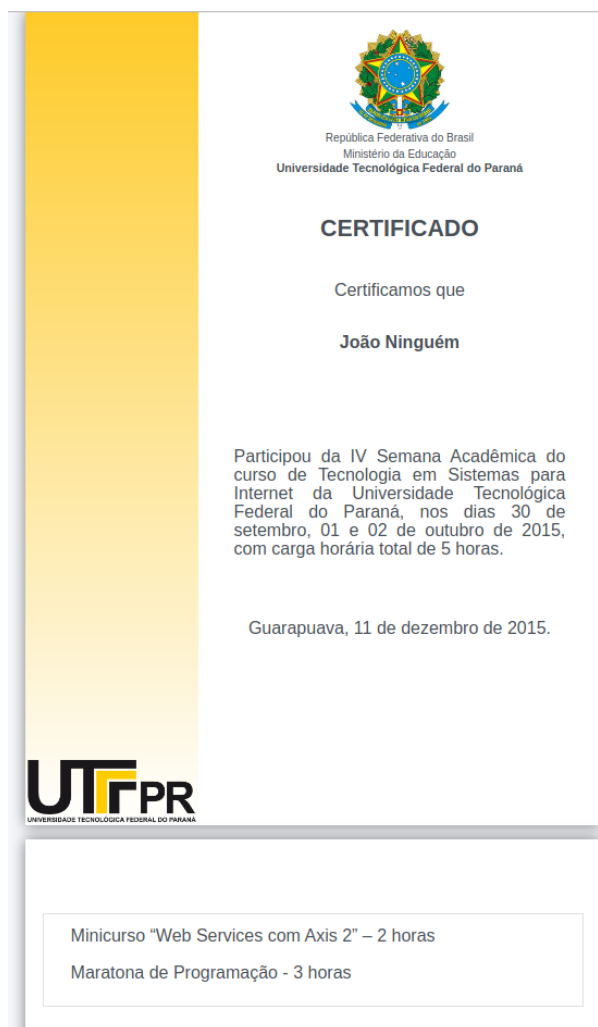 República Federativa do Brasil
Ministério da Educação
Universidade Tecnológica Federal do Paraná
CERTIFICADO
Certificamos que
João Ninguém
Participou da IV Semana Acadêmica do
curso de Tecnologia em Sistemas para
Internet da Universidade Tecnológica
Federal do Paraná, nos dias 30 de
setembro, 01 e 02 de outubro de 2015,
com carga horária total de 5 horas.
Guarapuava, 11 de dezembro de 2015.
UTFPR
UNIVERSIDADE TECNOLÓGICA FEDERAL DO PARANÁ
Minicurso “Web Services com Axis 2” – 2 horas
Maratona de Programação - 3 horas